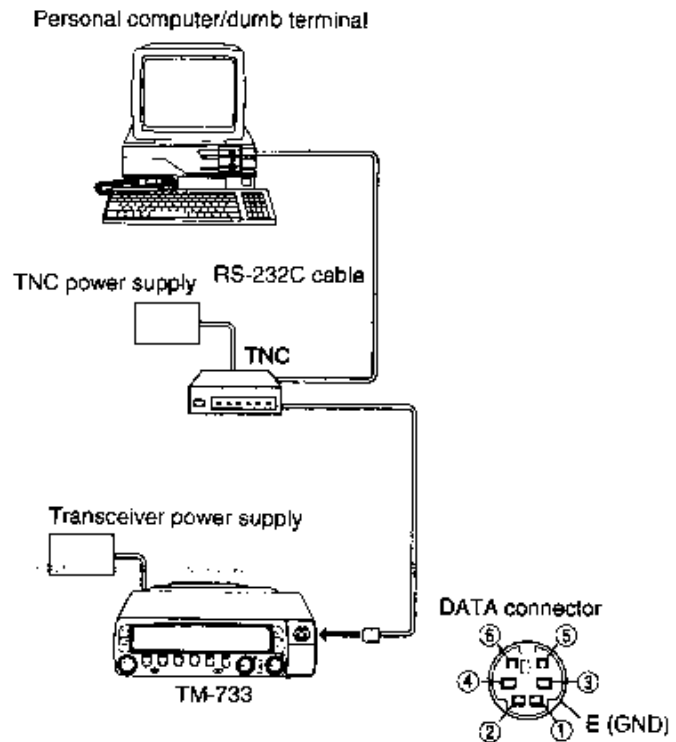 Personal computer/dumb terminal
RS-232C cable
TNC power supply
TNC
Transceiver power supply
TM-733
DATA connector
⑥ ⑤
④ ③
② ①
E (GND)